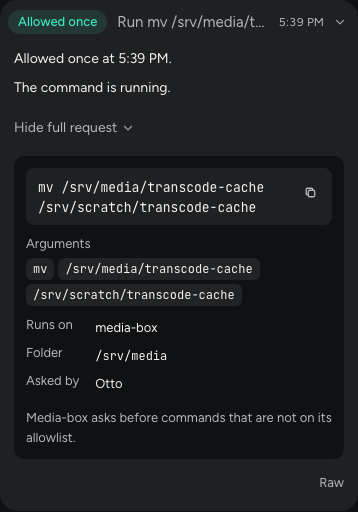 Allowed once Run mv /srv/media/t... 5:39 PM
Allowed once at 5:39 PM.
The command is running.
Hide full request
mv /srv/media/transcode-cache
/srv/scratch/transcode-cache
Arguments
mv /srv/media/transcode-cache
/srv/scratch/transcode-cache
Runs on media-box
Folder /srv/media
Asked by Otto
Media-box asks before commands that are not on its
allowlist.
Raw